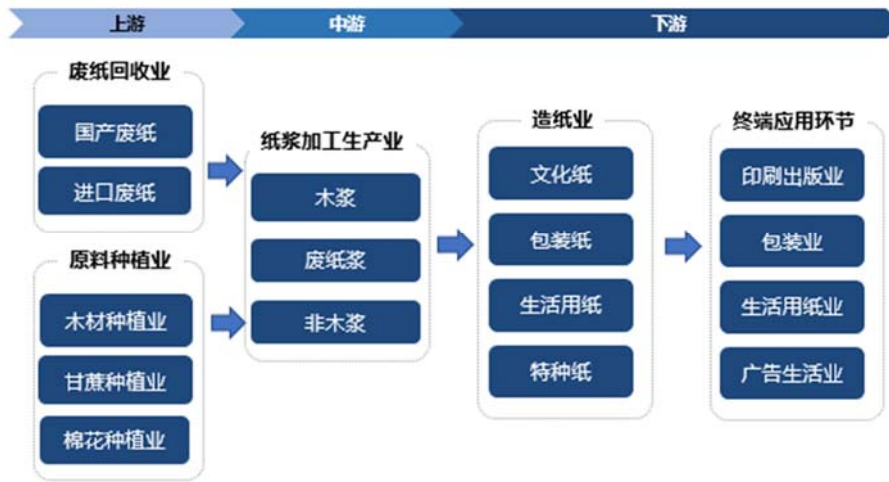 上游
中游
下游
废纸回收业
国产废纸
进口废纸
原料种植业
木材种植业
甘蔗种植业
棉花种植业
纸浆加工生产业
木浆
废纸浆
非木浆
造纸业
文化纸
包装纸
生活用纸
特种纸
终端应用环节
印刷出版业
包装业
生活用纸业
广告生活业